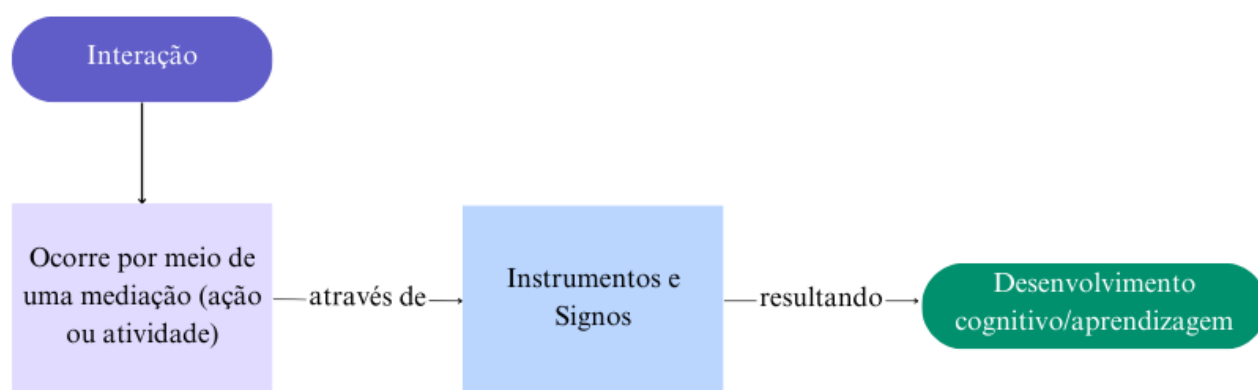 Interação
Ocorre por meio de
uma mediação (ação
ou atividade)
através de
Instrumentos e
Signos
resultando
Desenvolvimento
cognitivo/aprendizagem